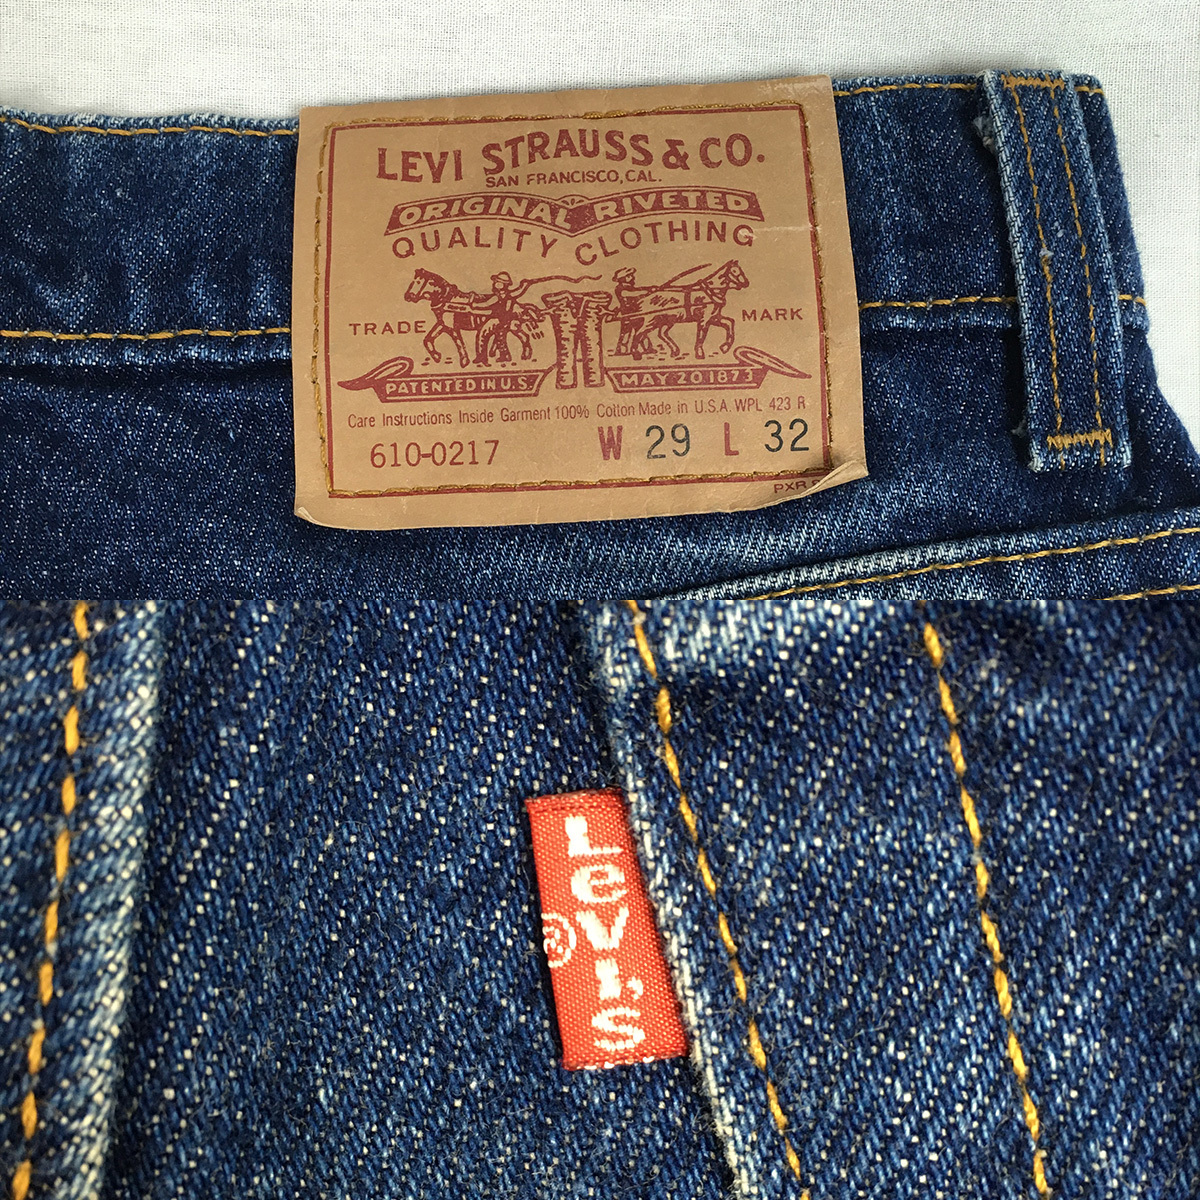 LEVI STRAUSS & CO.
SAN FRANCISCO, CAL.
ORIGINAL RIVETED
QUALITY CLOTHING
TRADE MARK
PATENTED IN U.S. MAY 20 1873
Care Instructions Inside Garment 100% Cotton Made in U.S.A. WPL 423 R
610-0217 W 29 L 32
PXR
LEVI'S
®